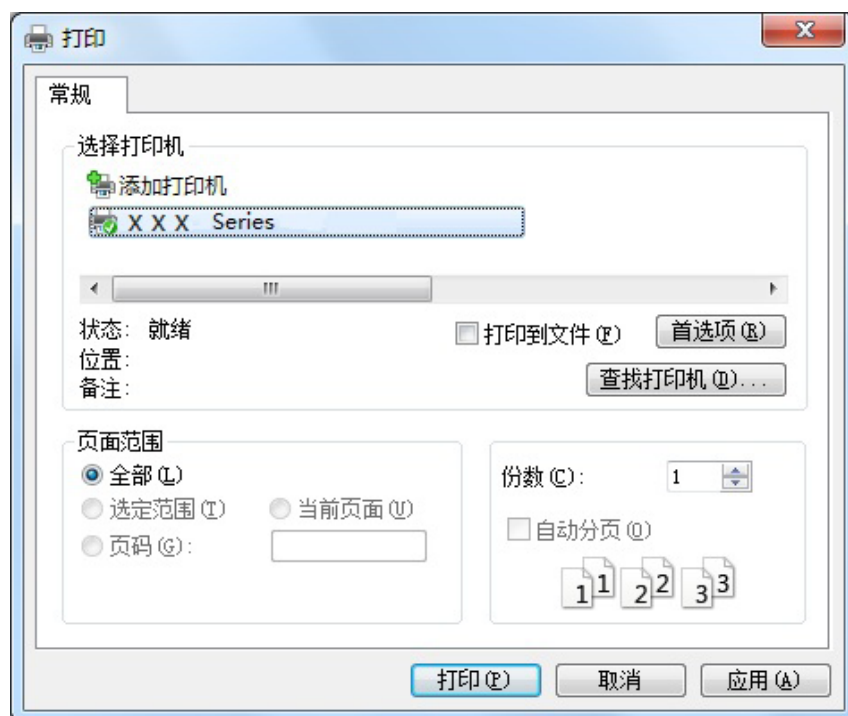 打印
常规
选择打印机
添加打印机
X X X Series
状态: 就绪
打印到文件(F)
首选项(R)
位置:
备注:
查找打印机(D)...
页面范围
全部(L)
选定范围(T)
当前页面(U)
页码(G):
份数(C): 1
自动分页(O)
1 1 2 2 3 3
打印(P)
取消
应用(A)